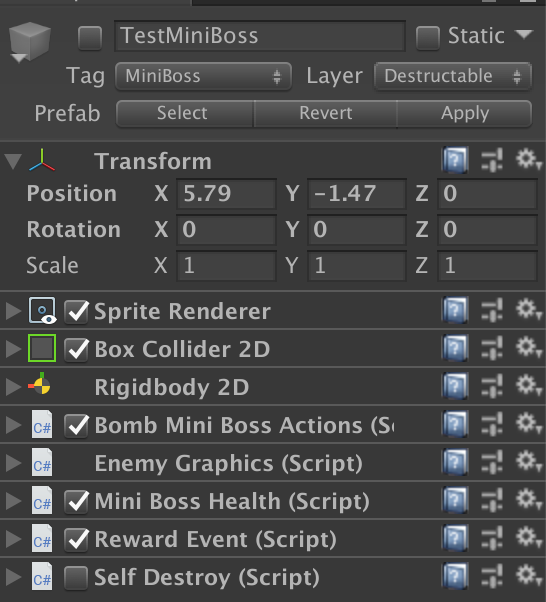 TestMiniBoss Static
Tag MiniBoss Layer Destructable
Prefab Select Revert Apply
Transform
Position X 5.79 Y -1.47 Z 0
Rotation X 0 Y 0 Z 0
Scale X 1 Y 1 Z 1
Sprite Renderer
Box Collider 2D
Rigidbody 2D
C# Bomb Mini Boss Actions (Sc
C# Enemy Graphics (Script)
C# Mini Boss Health (Script)
C# Reward Event (Script)
C# Self Destroy (Script)